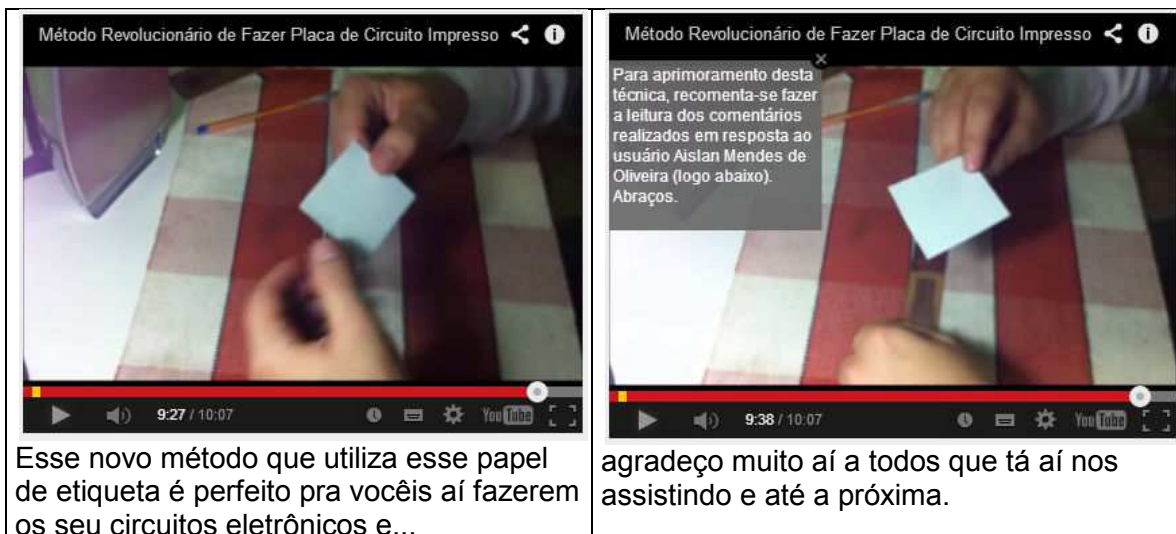 Método Revolucionário de Fazer Placa de Circuito Impresso
9:27 / 10:07
YouTube
Esse novo método que utiliza esse papel
de etiqueta é perfeito pra vocêis aí fazerem
os seu circuitos eletrônicos e...
Método Revolucionário de Fazer Placa de Circuito Impresso
Para aprimoramento desta
técnica, recomenta-se fazer
a leitura dos comentários
realizados em resposta ao
usuário Aislan Mendes de
Oliveira (logo abaixo).
Abraços.
9:38 / 10:07
YouTube
agradeço muito aí a todos que tá aí nos
assistindo e até a próxima.